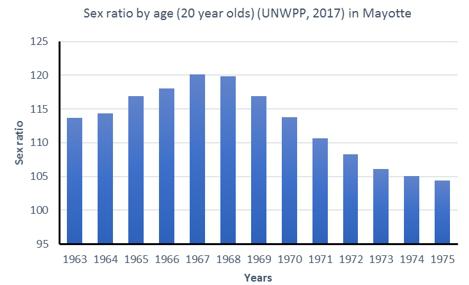 Sex ratio by age (20 year olds) (UNWPP, 2017) in Mayotte
125
120
115
110
105
100
95
Sex ratio
1963 1964 1965 1966 1967 1968 1969 1970 1971 1972 1973 1974 1975
Years